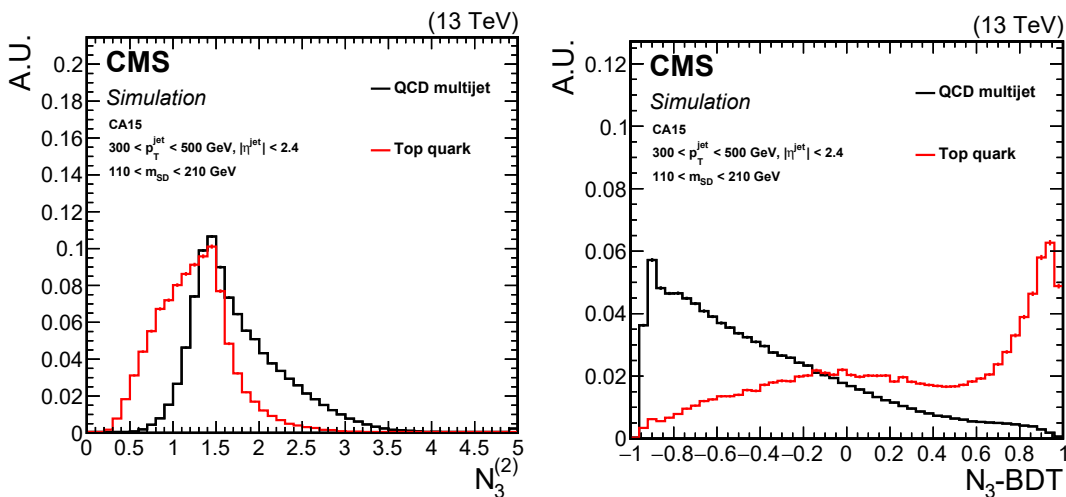 (13 TeV)
A.U.
CMS
Simulation
CA15
300 < p_T^jet < 500 GeV, |η^jet| < 2.4
110 < m_SD < 210 GeV
QCD multijet
Top quark
0.2
0.18
0.16
0.14
0.12
0.1
0.08
0.06
0.04
0.02
0
0 0.5 1 1.5 2 2.5 3 3.5 4 4.5 5
N_3^(2)
(13 TeV)
A.U.
CMS
Simulation
CA15
300 < p_T^jet < 500 GeV, |η^jet| < 2.4
110 < m_SD < 210 GeV
QCD multijet
Top quark
0.12
0.1
0.08
0.06
0.04
0.02
0
−1 −0.8 −0.6 −0.4 −0.2 0 0.2 0.4 0.6 0.8 1
N_3-BDT